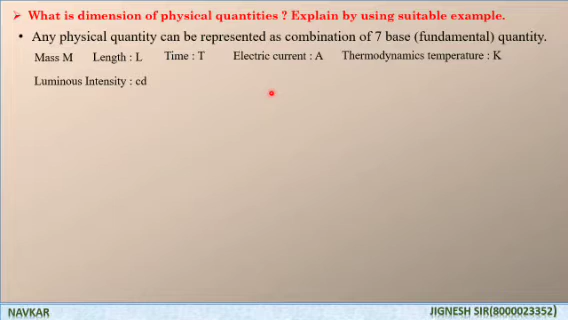 ➢ What is dimension of physical quantities ? Explain by using suitable example.
• Any physical quantity can be represented as combination of 7 base (fundamental) quantity.
Mass M Length : L Time : T Electric current : A Thermodynamics temperature : K
Luminous Intensity : cd
NAVKAR JIGNESH SIR(8000023352)